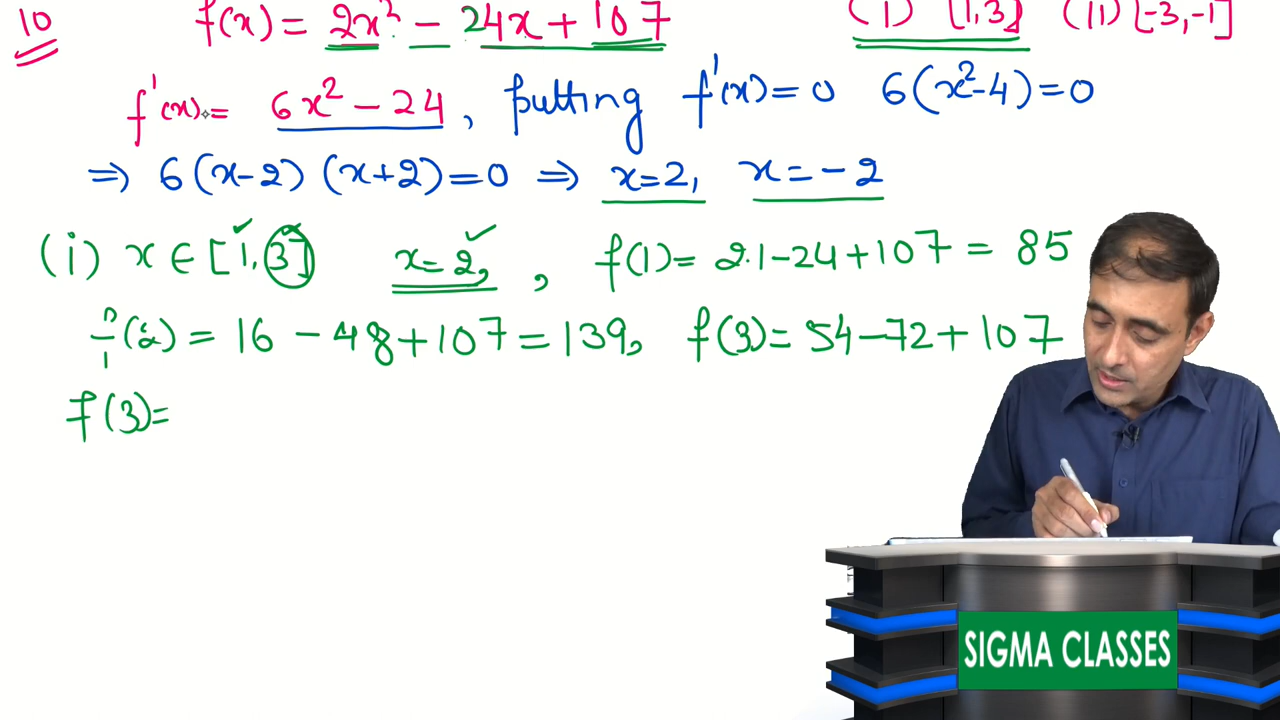 10 f(x) = 2x³ - 24x + 107 (i) [1,3] (ii) [-3,-1]
f'(x) = 6x² - 24, putting f'(x) = 0 6(x²-4) = 0
⇒ 6(x-2) (x+2) = 0 ⇒ x=2, x = -2
(i) x ∈ [1,3] x=2, , f(1) = 2.1-24+107 = 85
f(2) = 16 - 48 + 107 = 139, f(3) = 54-72+107
f(3) =
SIGMA CLASSES